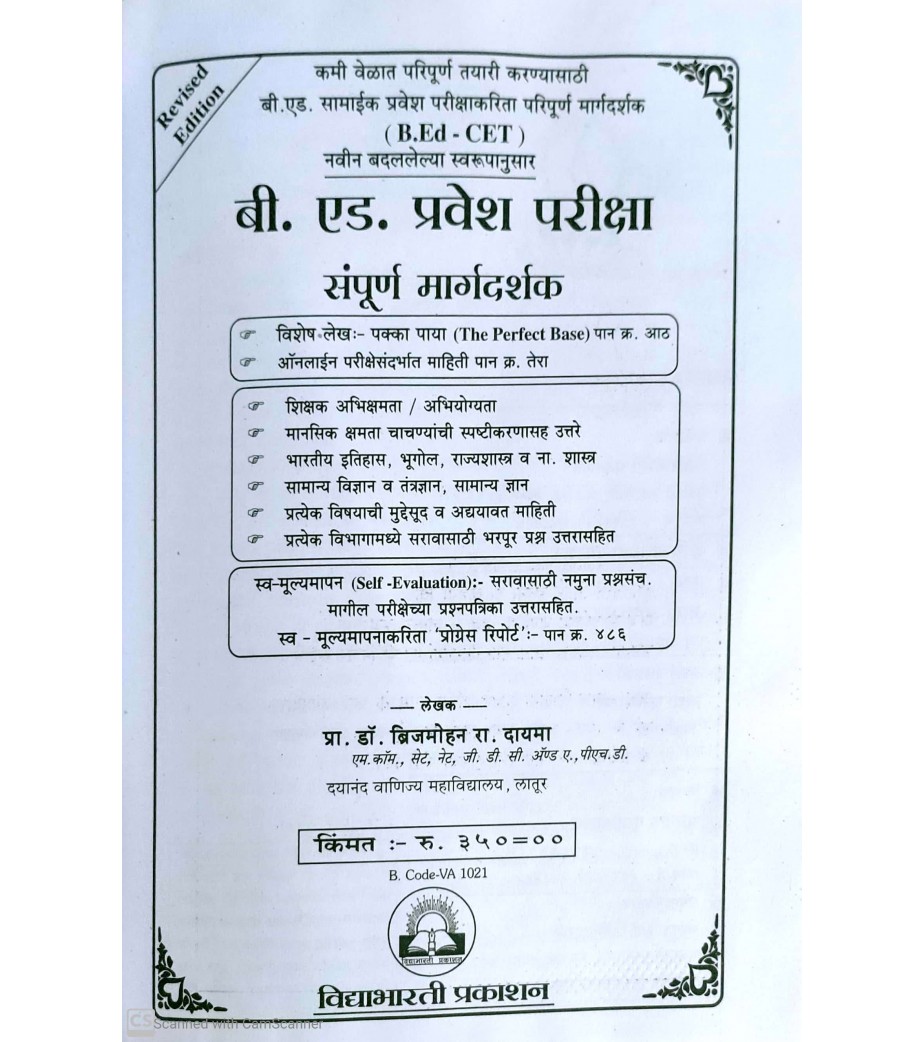 Revised
Edition
कमी वेळात परिपूर्ण तयारी करण्यासाठी
बी.एड. सामाईक प्रवेश परीक्षाकरिता परिपूर्ण मार्गदर्शक
( B.Ed - CET )
नवीन बदललेल्या स्वरूपानुसार
बी. एड. प्रवेश परीक्षा
संपूर्ण मार्गदर्शक
विशेष लेखः- पक्का पाया (The Perfect Base) पान क्र. आठ
ऑनलाईन परीक्षेसंदर्भात माहिती पान क्र. तेरा
शिक्षक अभिक्षमता / अभियोग्यता
मानसिक क्षमता चाचण्यांची स्पष्टीकरणासह उत्तरे
भारतीय इतिहास, भूगोल, राज्यशास्त्र व ना. शास्त्र
सामान्य विज्ञान व तंत्रज्ञान, सामान्य ज्ञान
प्रत्येक विषयाची मुद्देसूद व अद्ययावत माहिती
प्रत्येक विभागामध्ये सरावासाठी भरपूर प्रश्न उत्तरासहित
स्व-मूल्यमापन (Self -Evaluation):- सरावासाठी नमुना प्रश्नसंच.
मागील परीक्षेच्या प्रश्नपत्रिका उत्तरासहित.
स्व - मूल्यमापनाकरिता 'प्रोग्रेस रिपोर्ट':- पान क्र. ४८६
— लेखक —
प्रा. डॉ. ब्रिजमोहन रा. दायमा
एम.कॉम., सेट, नेट, जी. डी. सी. ॲण्ड ए.,पीएच.डी.
दयानंद वाणिज्य महाविद्यालय, लातूर
किंमत :- रु. ३५०=००
B. Code-VA 1021
विद्याभारती प्रकाशन
विद्याभारती प्रकाशन
CS Scanned with CamScanner